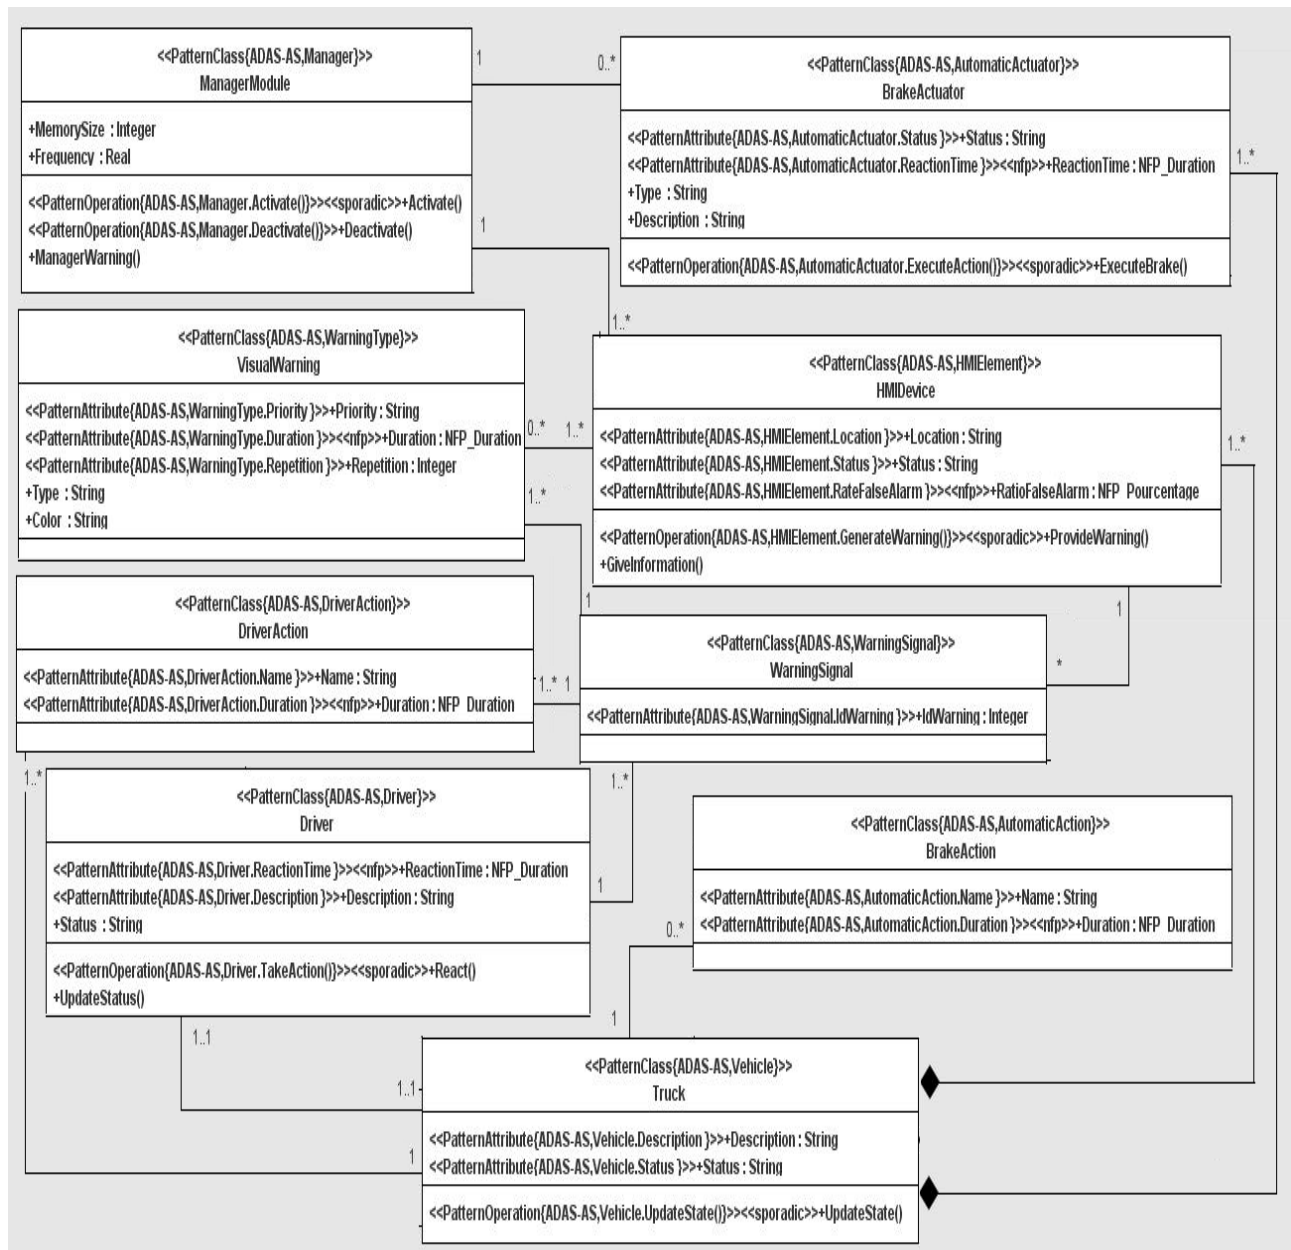 <<PatternClass{ADAS-AS,Manager}>>
ManagerModule
+MemorySize : Integer
+Frequency : Real
<<PatternOperation{ADAS-AS,Manager.Activate()}>><<sporadic>>+Activate()
<<PatternOperation{ADAS-AS,Manager.Deactivate()}>>+Deactivate()
+ManagerWarning()
1
0..*
1
1..*
<<PatternClass{ADAS-AS,AutomaticActuator}>>
BrakeActuator
<<PatternAttribute{ADAS-AS,AutomaticActuator.Status }>>+Status : String
<<PatternAttribute{ADAS-AS,AutomaticActuator.ReactionTime }>><<nfp>>+ReactionTime : NFP_Duration
+Type : String
+Description : String
<<PatternOperation{ADAS-AS,AutomaticActuator.ExecuteAction()}>><<sporadic>>+ExecuteBrake()
1..*
<<PatternClass{ADAS-AS,WarningType}>>
VisualWarning
<<PatternAttribute{ADAS-AS,WarningType.Priority }>>+Priority : String
<<PatternAttribute{ADAS-AS,WarningType.Duration }>><<nfp>>+Duration : NFP_Duration
<<PatternAttribute{ADAS-AS,WarningType.Repetition }>>+Repetition : Integer
+Type : String
+Color : String
0..*
1..*
1..*
1
<<PatternClass{ADAS-AS,HMIElement}>>
HMIDevice
<<PatternAttribute{ADAS-AS,HMIElement.Location }>>+Location : String
<<PatternAttribute{ADAS-AS,HMIElement.Status }>>+Status : String
<<PatternAttribute{ADAS-AS,HMIElement.RateFalseAlarm }>><<nfp>>+RatioFalseAlarm : NFP_Pourcentage
<<PatternOperation{ADAS-AS,HMIElement.GenerateWarning()}>><<sporadic>>+ProvideWarning()
+GiveInformation()
1..*
1
*
<<PatternClass{ADAS-AS,DriverAction}>>
DriverAction
<<PatternAttribute{ADAS-AS,DriverAction.Name }>>+Name : String
<<PatternAttribute{ADAS-AS,DriverAction.Duration }>><<nfp>>+Duration : NFP_Duration
1..*
1
1..*
<<PatternClass{ADAS-AS,WarningSignal}>>
WarningSignal
<<PatternAttribute{ADAS-AS,WarningSignal.IdWarning }>>+IdWarning : Integer
1..*
<<PatternClass{ADAS-AS,Driver}>>
Driver
<<PatternAttribute{ADAS-AS,Driver.ReactionTime }>><<nfp>>+ReactionTime : NFP_Duration
<<PatternAttribute{ADAS-AS,Driver.Description }>>+Description : String
+Status : String
<<PatternOperation{ADAS-AS,Driver.TakeAction()}>><<sporadic>>+React()
+UpdateStatus()
1
1..1
<<PatternClass{ADAS-AS,AutomaticAction}>>
BrakeAction
<<PatternAttribute{ADAS-AS,AutomaticAction.Name }>>+Name : String
<<PatternAttribute{ADAS-AS,AutomaticAction.Duration }>><<nfp>>+Duration : NFP_Duration
0..*
1
1..1
1
<<PatternClass{ADAS-AS,Vehicle}>>
Truck
<<PatternAttribute{ADAS-AS,Vehicle.Description }>>+Description : String
<<PatternAttribute{ADAS-AS,Vehicle.Status }>>+Status : String
<<PatternOperation{ADAS-AS,Vehicle.UpdateState()}>><<sporadic>>+UpdateState()